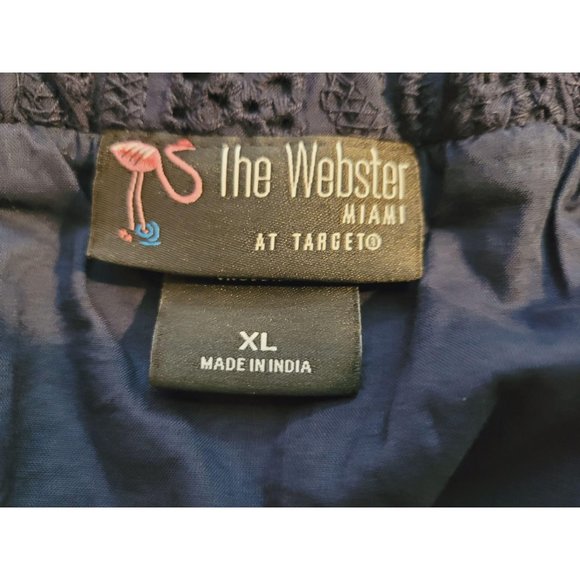 The Webster
MIAMI
AT TARGET
XL
MADE IN INDIA